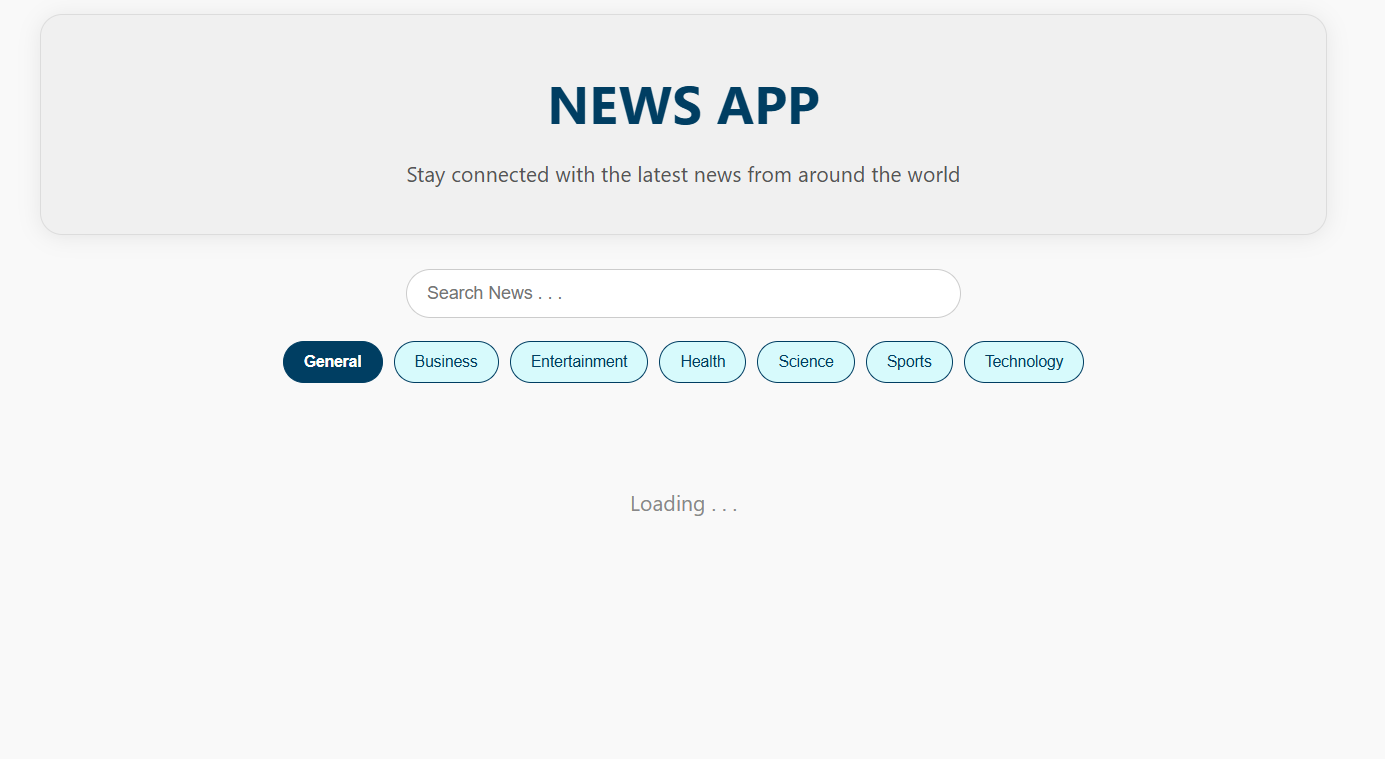 NEWS APP
Stay connected with the latest news from around the world
Search News . . .
General Business Entertainment Health Science Sports Technology
Loading . . .